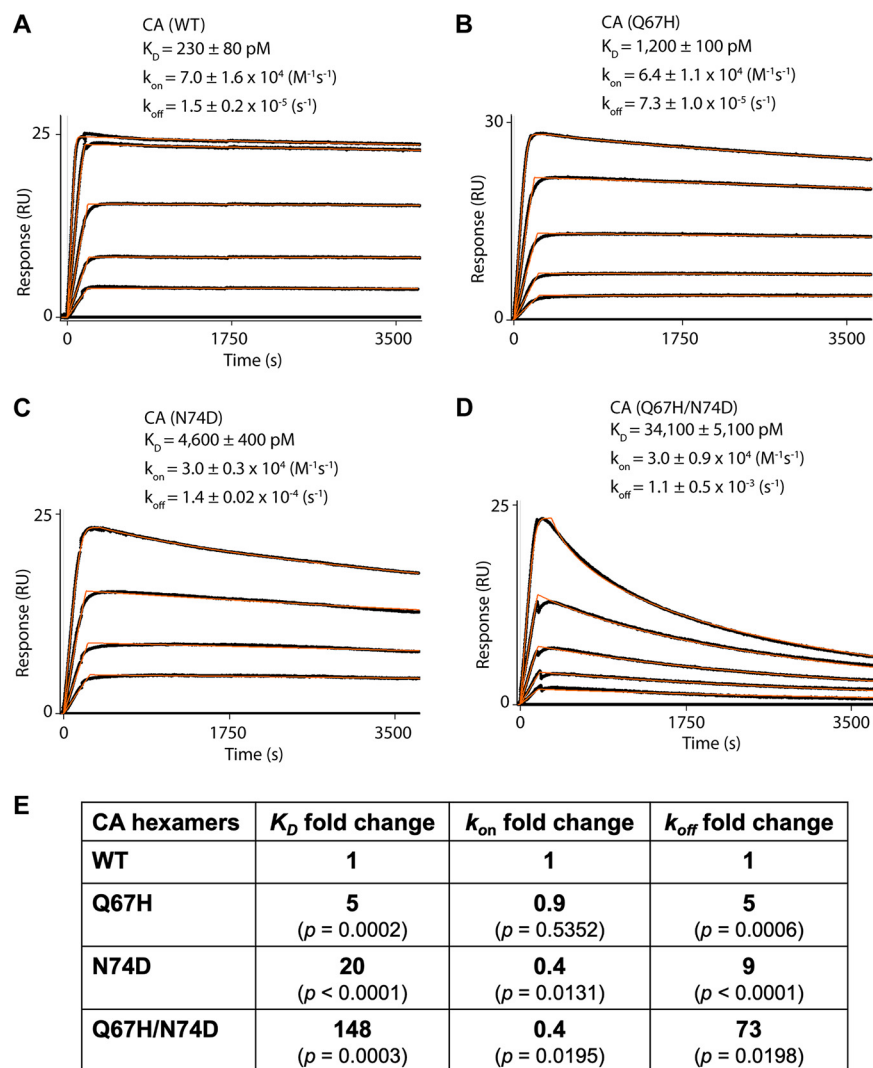 A
CA (WT)
K_D = 230 ± 80 pM
k_on = 7.0 ± 1.6 x 10⁴ (M⁻¹s⁻¹)
k_off = 1.5 ± 0.2 x 10⁻⁵ (s⁻¹)
25
0
Response (RU)
0 1750 3500
Time (s)
B
CA (Q67H)
K_D = 1,200 ± 100 pM
k_on = 6.4 ± 1.1 x 10⁴ (M⁻¹s⁻¹)
k_off = 7.3 ± 1.0 x 10⁻⁵ (s⁻¹)
30
0
Response (RU)
0 1750 3500
Time (s)
C
CA (N74D)
K_D = 4,600 ± 400 pM
k_on = 3.0 ± 0.3 x 10⁴ (M⁻¹s⁻¹)
k_off = 1.4 ± 0.02 x 10⁻⁴ (s⁻¹)
25
0
Response (RU)
0 1750 3500
Time (s)
D
CA (Q67H/N74D)
K_D = 34,100 ± 5,100 pM
k_on = 3.0 ± 0.9 x 10⁴ (M⁻¹s⁻¹)
k_off = 1.1 ± 0.5 x 10⁻³ (s⁻¹)
25
0
Response (RU)
0 1750 3500
Time (s)
E
CA hexamers K_D fold change k_on fold change k_off fold change
WT 1 1 1
Q67H 5 0.9 5
(p = 0.0002) (p = 0.5352) (p = 0.0006)
N74D 20 0.4 9
(p < 0.0001) (p = 0.0131) (p < 0.0001)
Q67H/N74D 148 0.4 73
(p = 0.0003) (p = 0.0195) (p = 0.0198)